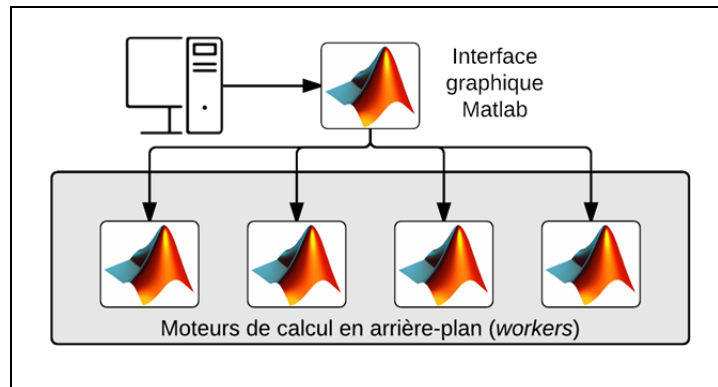 Interface
graphique
Matlab
Moteurs de calcul en arrière-plan (workers)